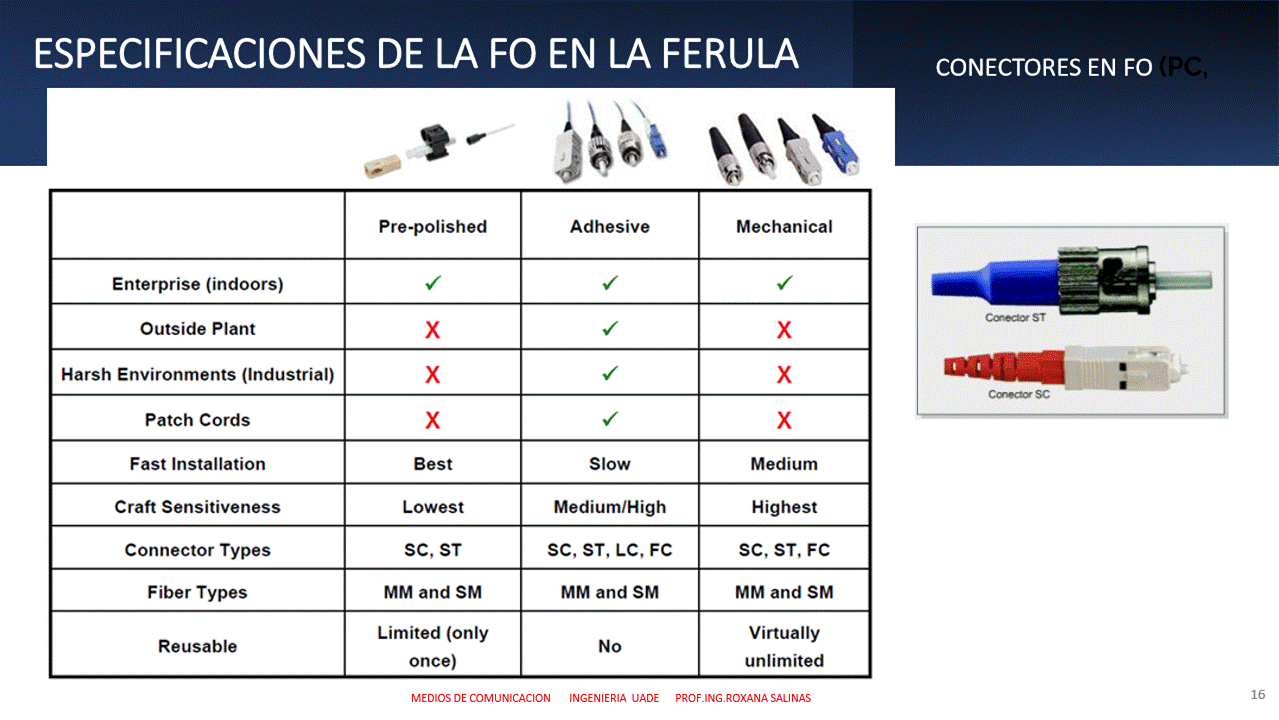 ESPECIFICACIONES DE LA FO EN LA FERULA
CONECTORES EN FO (PC,
Pre-polished Adhesive Mechanical
Enterprise (indoors) ✓ ✓ ✓
Outside Plant X ✓ X
Harsh Environments (Industrial) X ✓ X
Patch Cords X ✓ X
Fast Installation Best Slow Medium
Craft Sensitiveness Lowest Medium/High Highest
Connector Types SC, ST SC, ST, LC, FC SC, ST, FC
Fiber Types MM and SM MM and SM MM and SM
Reusable Limited (only once) No Virtually unlimited
Conector ST
Conector SC
MEDIOS DE COMUNICACION INGENIERIA UADE PROF.ING.ROXANA SALINAS
16